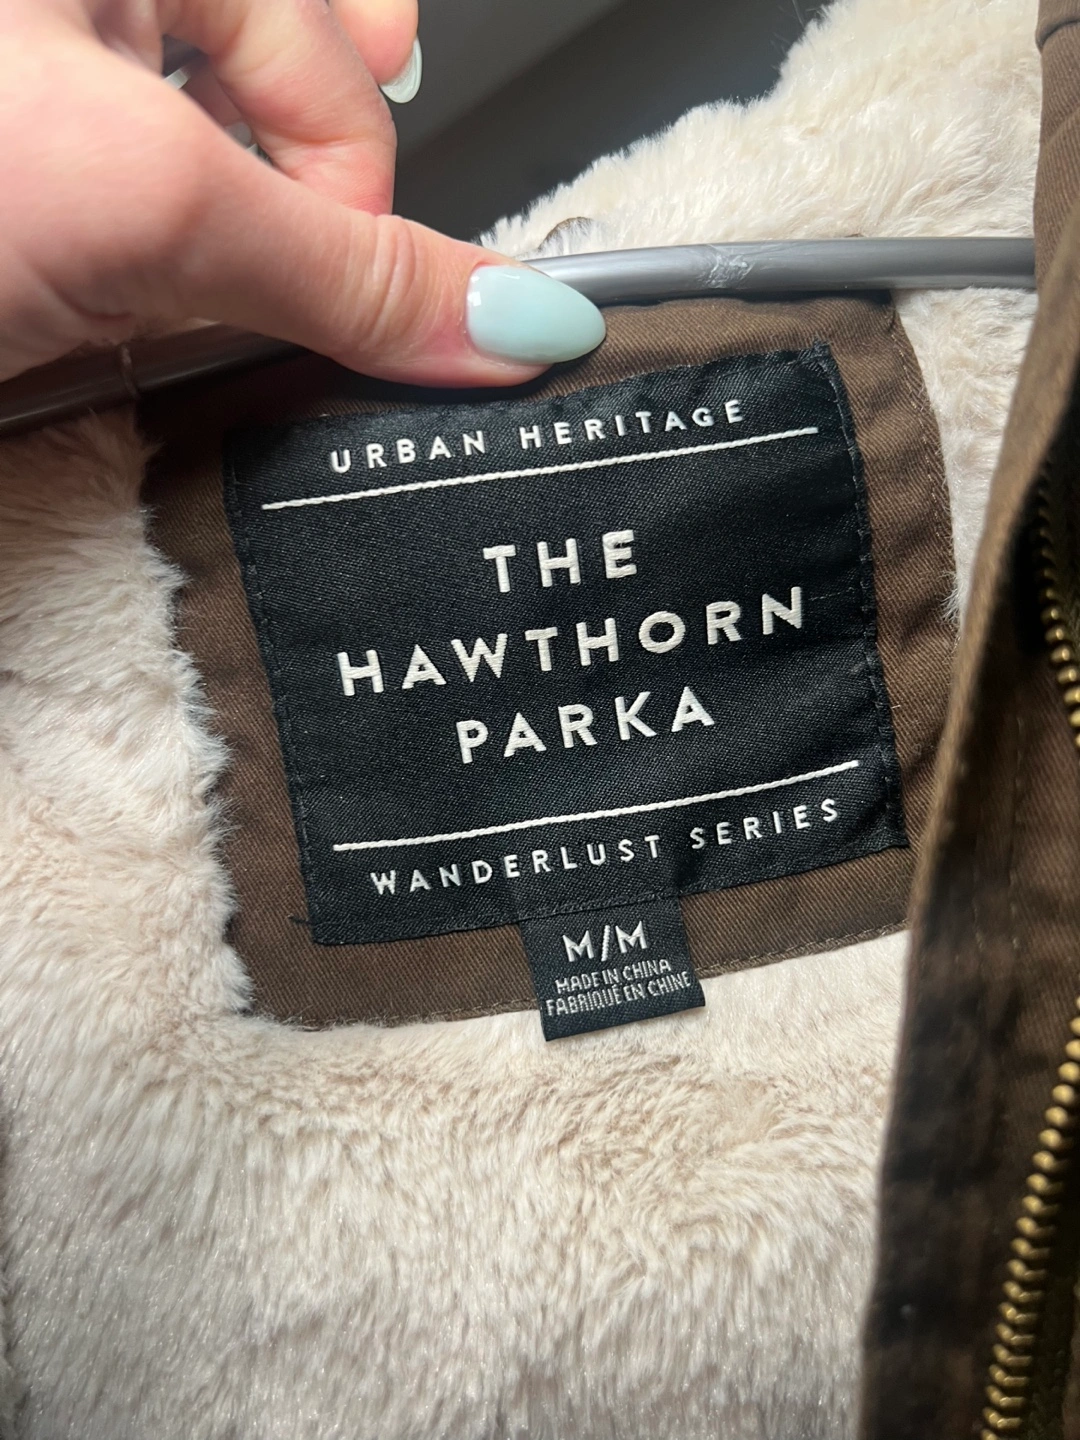 URBAN HERITAGE
THE
HAWTHORN
PARKA
WANDERLUST SERIES
M/M
MADE IN CHINA
FABRIQUÉ EN CHINE